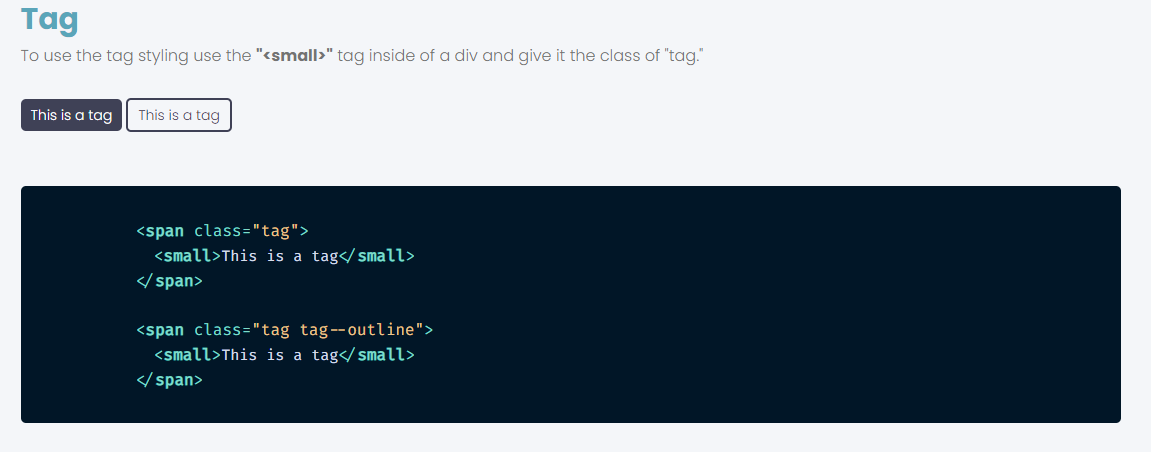 Tag
To use the tag styling use the "<small>" tag inside of a div and give it the class of "tag."
This is a tag This is a tag
<span class="tag">
<small>This is a tag</small>
</span>
<span class="tag tag--outline">
<small>This is a tag</small>
</span>